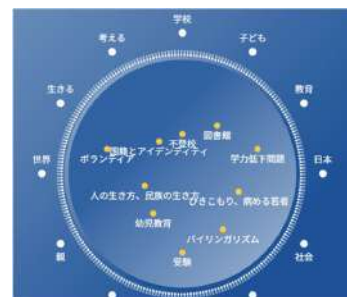 学校
考える
子ども
生きる
教育
図書館
不登校
国籍とアイデンティティ
ボランティア
学力低下問題
世界
日本
人の生き方、民族の生き方
ひきこもり、病める若者
幼児教育
バイリンガリズム
親
社会
受験